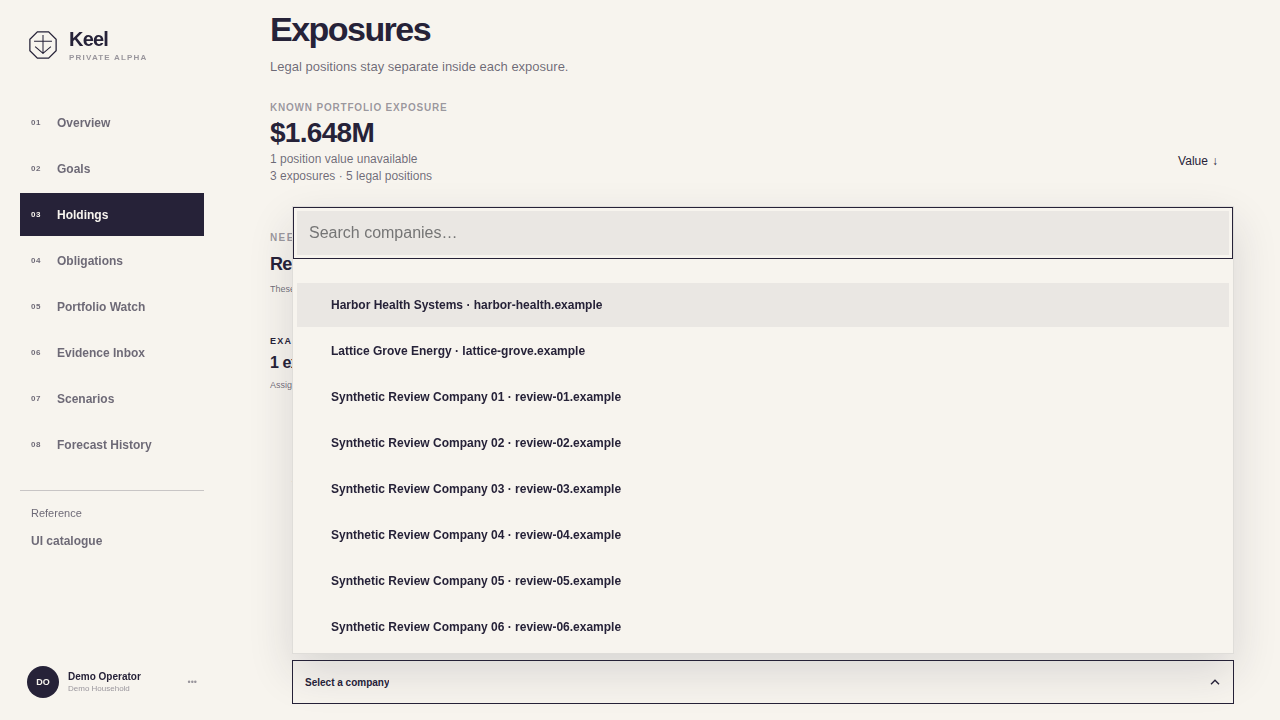 Keel
PRIVATE ALPHA
01 Overview
02 Goals
03 Holdings
04 Obligations
05 Portfolio Watch
06 Evidence Inbox
07 Scenarios
08 Forecast History
Reference
UI catalogue
DO
Demo Operator
Demo Household
•••
Exposures
Legal positions stay separate inside each exposure.
KNOWN PORTFOLIO EXPOSURE
$1.648M
1 position value unavailable
3 exposures · 5 legal positions
Value ↓
Search companies…
Harbor Health Systems · harbor-health.example
Lattice Grove Energy · lattice-grove.example
Synthetic Review Company 01 · review-01.example
Synthetic Review Company 02 · review-02.example
Synthetic Review Company 03 · review-03.example
Synthetic Review Company 04 · review-04.example
Synthetic Review Company 05 · review-05.example
Synthetic Review Company 06 · review-06.example
Select a company